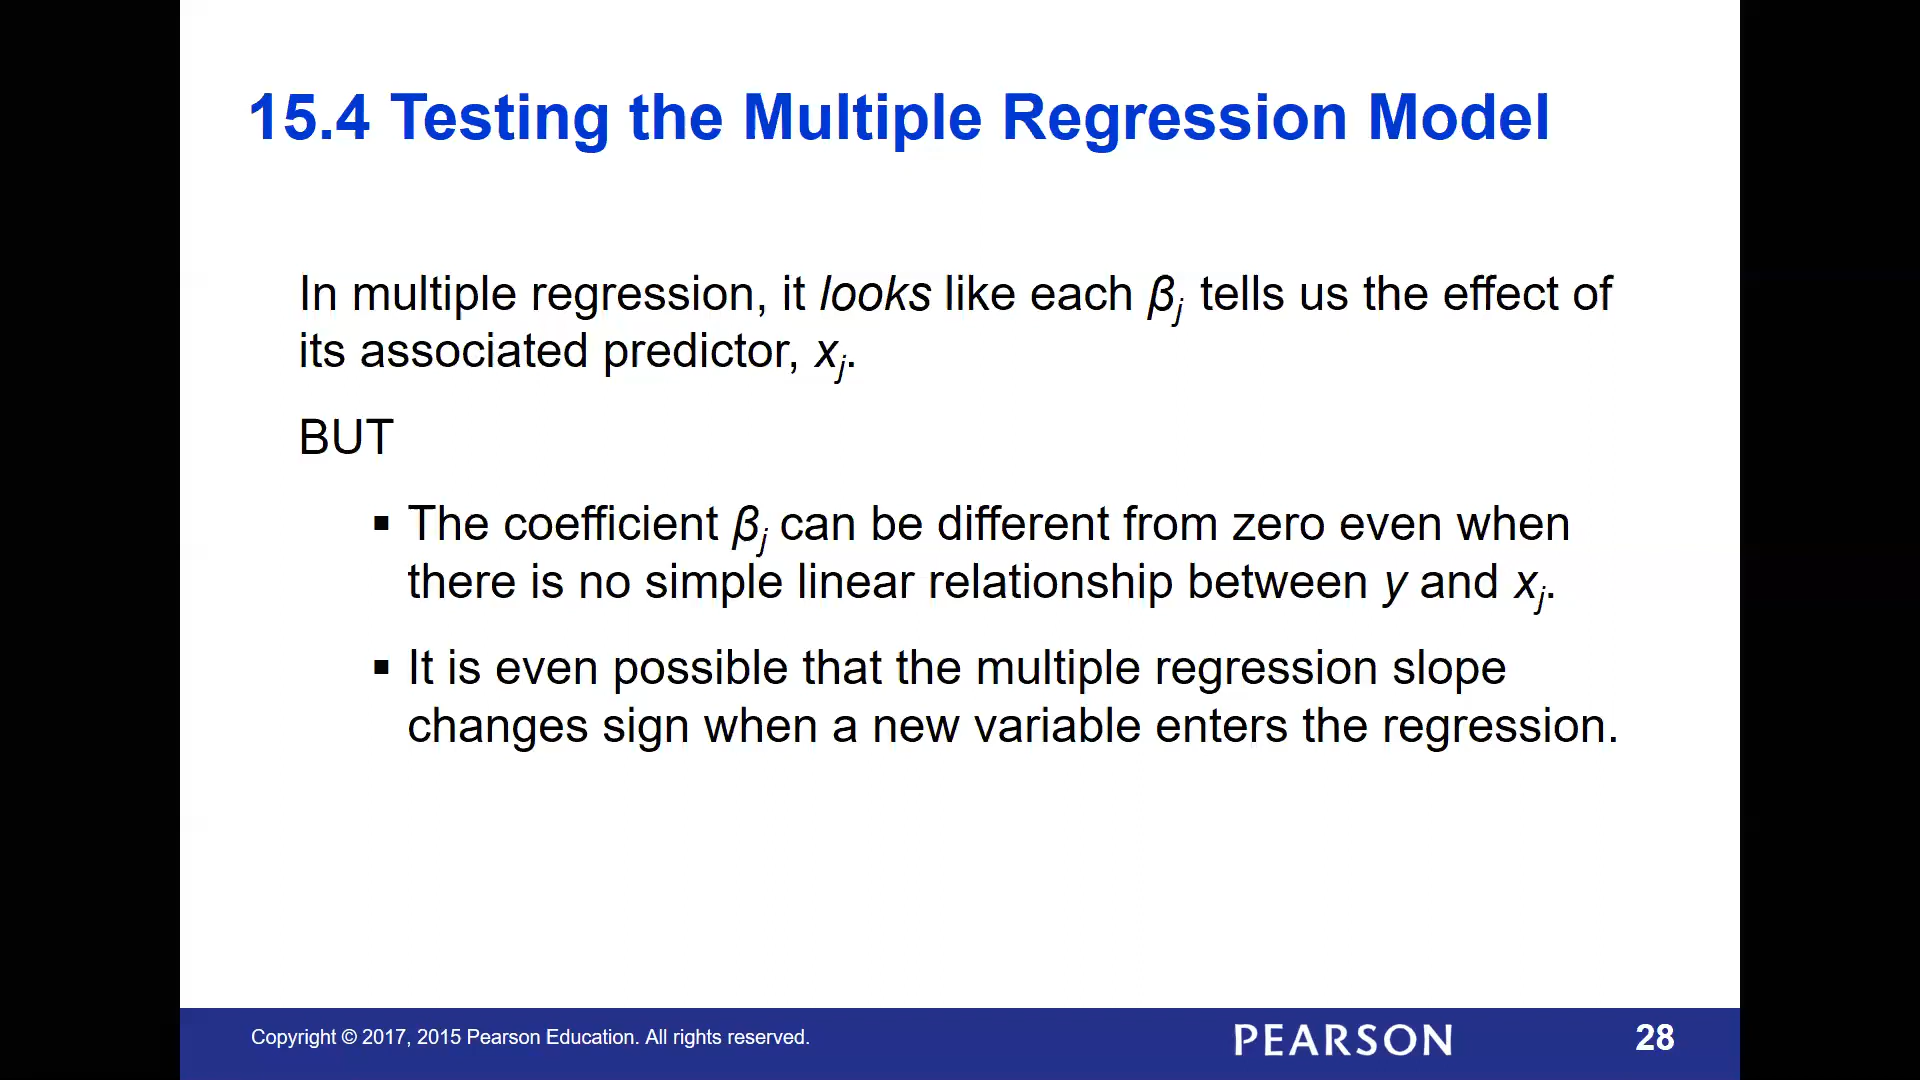 15.4 Testing the Multiple Regression Model
In multiple regression, it looks like each βj tells us the effect of
its associated predictor, xj.
BUT
▪ The coefficient βj can be different from zero even when
there is no simple linear relationship between y and xj.
▪ It is even possible that the multiple regression slope
changes sign when a new variable enters the regression.
Copyright © 2017, 2015 Pearson Education. All rights reserved.
PEARSON
28